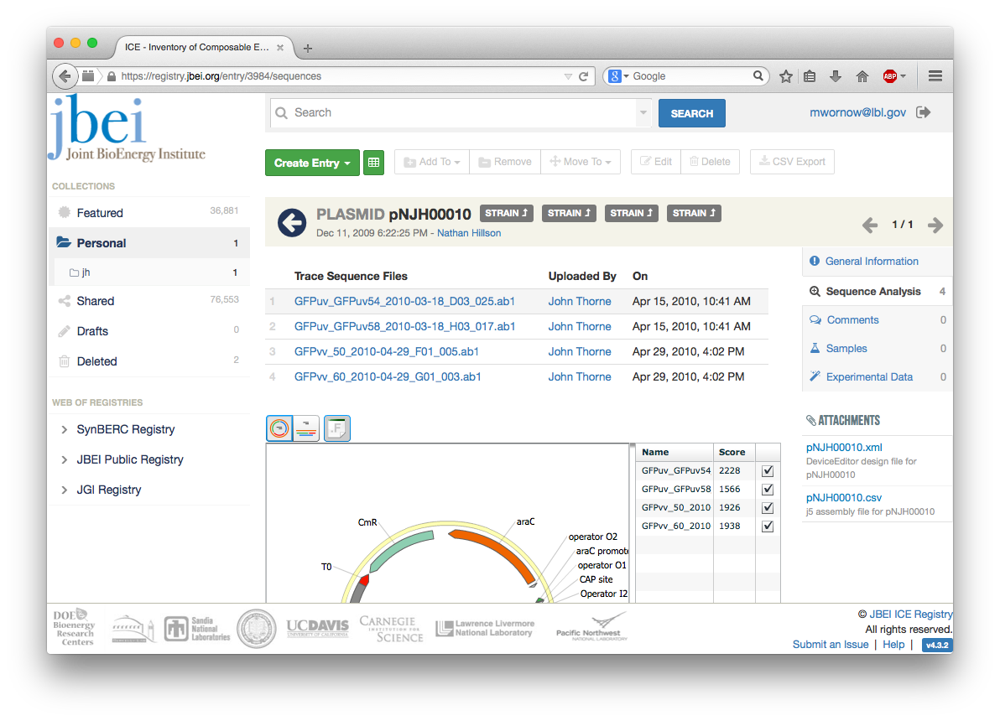 ICE - Inventory of Composable E...
https://registry.jbei.org/entry/3984/sequences
Google
ABP
jbei
Joint BioEnergy Institute
Search
SEARCH
mwornow@lbl.gov
Create Entry
Add To
Remove
Move To
Edit
Delete
CSV Export
COLLECTIONS
Featured 36,881
Personal 1
jh 1
Shared 76,553
Drafts 0
Deleted 2
WEB OF REGISTRIES
SynBERC Registry
JBEI Public Registry
JGI Registry
PLASMID pNJH00010 STRAIN STRAIN STRAIN STRAIN
Dec 11, 2009 6:22:25 PM - Nathan Hillson
1 / 1
Trace Sequence Files Uploaded By On
1 GFPuv_GFPuv54_2010-03-18_D03_025.ab1 John Thorne Apr 15, 2010, 10:41 AM
2 GFPuv_GFPuv58_2010-03-18_H03_017.ab1 John Thorne Apr 15, 2010, 10:41 AM
3 GFPvv_50_2010-04-29_F01_005.ab1 John Thorne Apr 29, 2010, 4:02 PM
4 GFPvv_60_2010-04-29_G01_003.ab1 John Thorne Apr 29, 2010, 4:02 PM
General Information
Sequence Analysis 4
Comments 0
Samples 0
Experimental Data 0
ATTACHMENTS
pNJH00010.xml
DeviceEditor design file for
pNJH00010
pNJH00010.csv
j5 assembly file for pNJH00010
.F
CmR
araC
T0
operator O2
araC promote
operator O1
CAP site
Operator I2
Name Score
GFPuv_GFPuv54 2228
GFPuv_GFPuv58 1566
GFPvv_50_2010 1926
GFPvv_60_2010 1938
DOE
Bioenergy
Research
Centers
Sandia
National
Laboratories
UCDAVIS
UNIVERSITY OF CALIFORNIA
CARNEGIE
INSTITUTION FOR
SCIENCE
Lawrence Livermore
National Laboratory
Pacific Northwest
NATIONAL LABORATORY
© JBEI ICE Registry
All rights reserved.
Submit an Issue | Help | v4.3.2